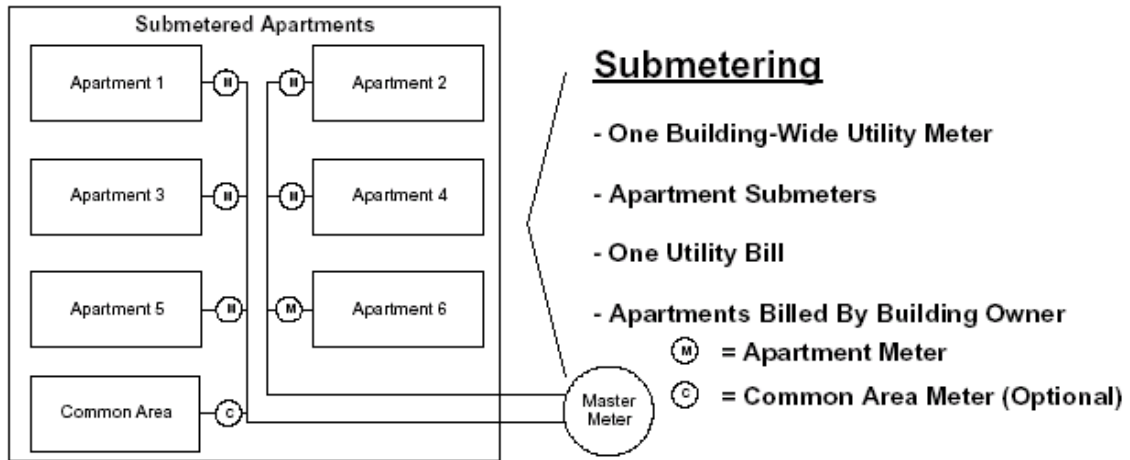 Submetered Apartments
Apartment 1
M
M
Apartment 2
Apartment 3
M
M
Apartment 4
Apartment 5
M
M
Apartment 6
Common Area
C
Master
Meter
Submetering
- One Building-Wide Utility Meter
- Apartment Submeters
- One Utility Bill
- Apartments Billed By Building Owner
M = Apartment Meter
C = Common Area Meter (Optional)